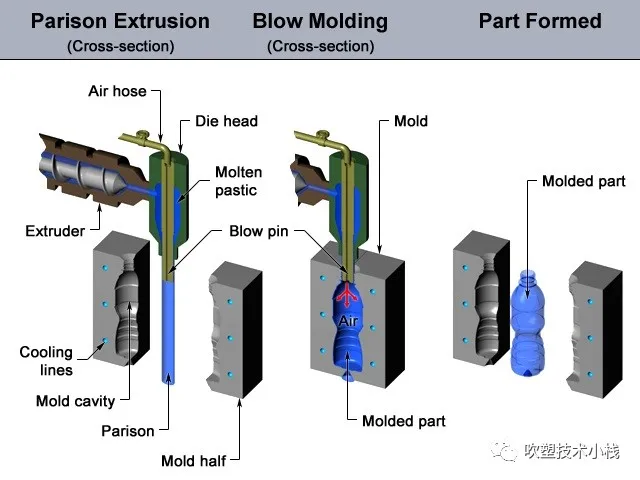 Parison Extrusion
(Cross-section)
Blow Molding
(Cross-section)
Part Formed
Air hose
Die head
Mold
Molten
pastic
Molded part
Extruder
Blow pin
Air
Cooling
lines
Mold cavity
Parison
Molded part
Mold half
吹塑技术小栈